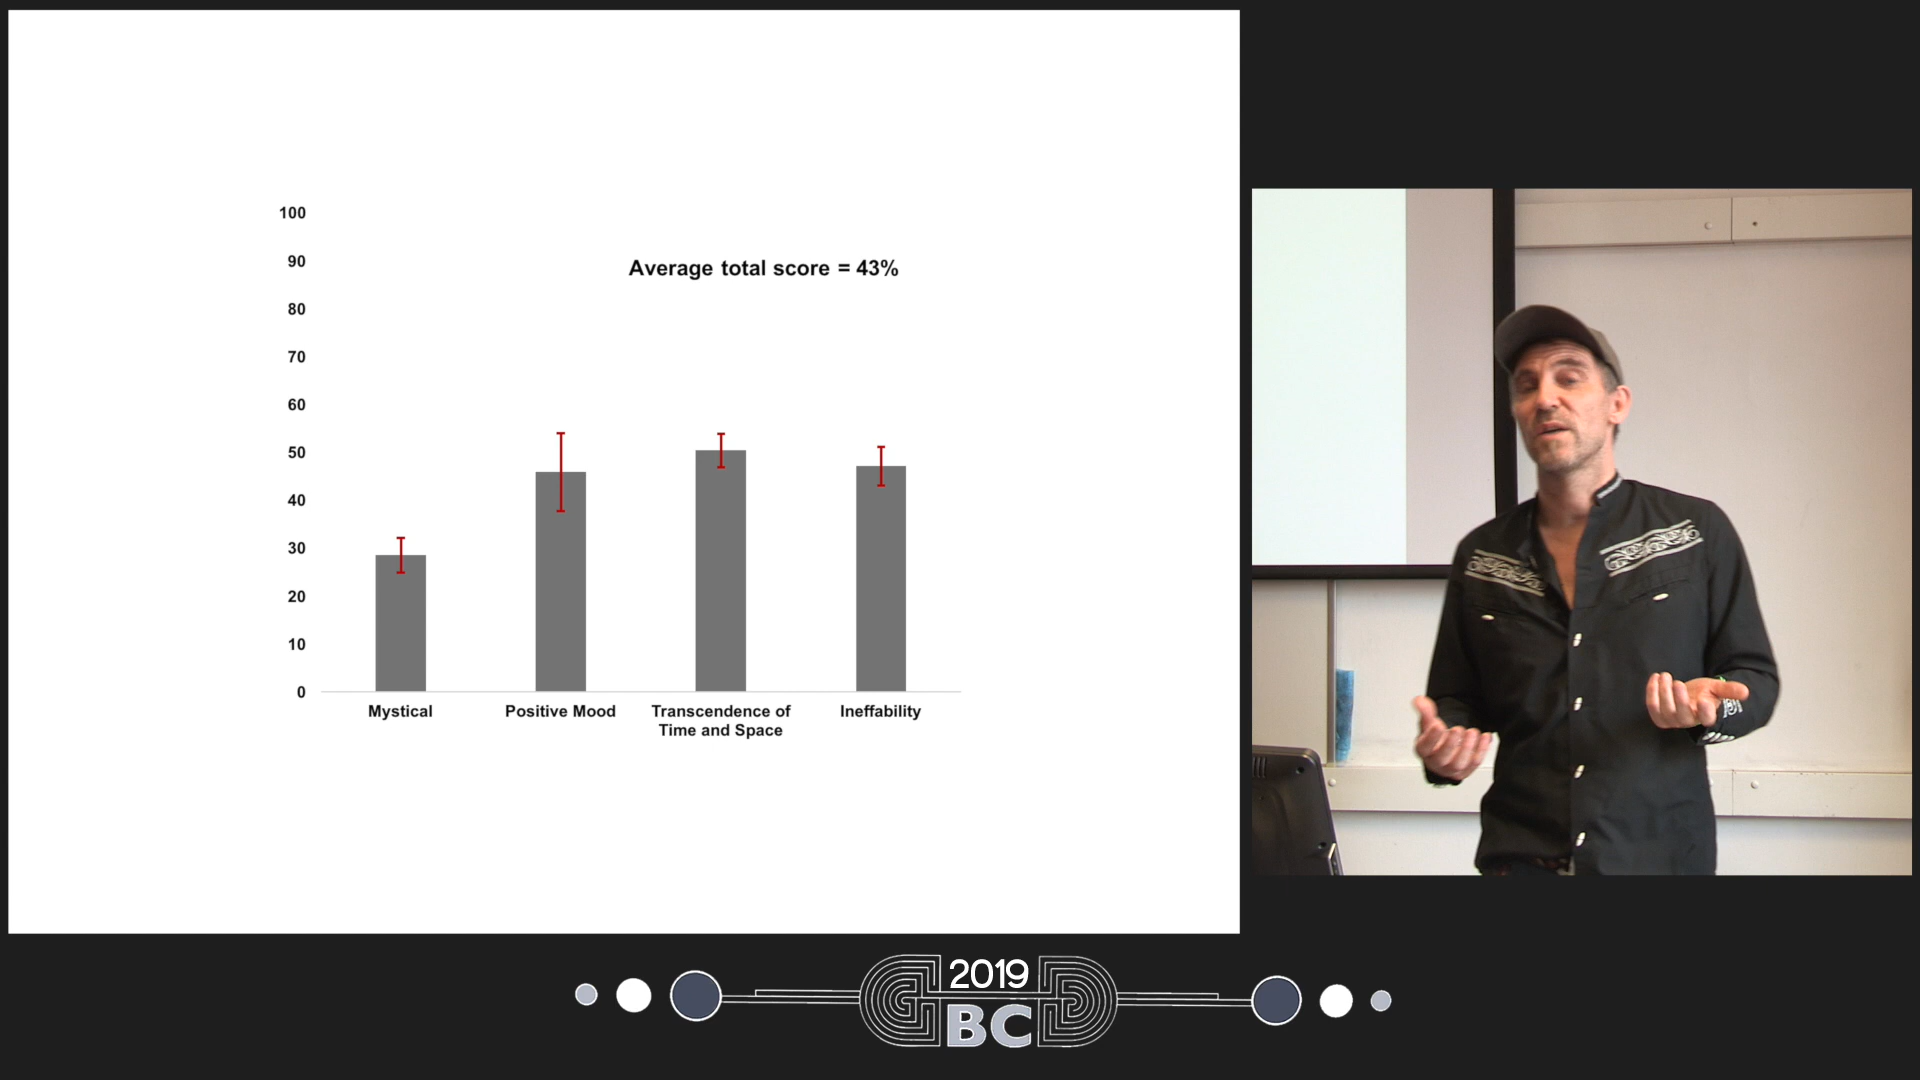 100
90
80
70
60
50
40
30
20
10
0
Average total score = 43%
Mystical
Positive Mood
Transcendence of
Time and Space
Ineffability
2019
BC